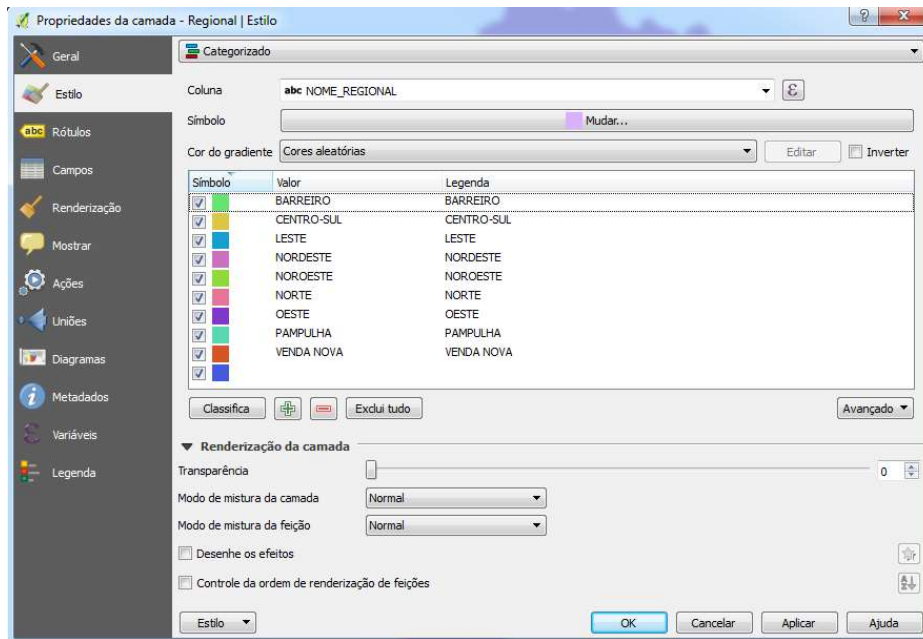 Propriedades da camada - Regional | Estilo
Geral
Estilo
abc Rótulos
Campos
Renderização
Mostrar
Ações
Uniões
Diagramas
Metadados
Variáveis
Legenda
Categorizado
Coluna abc NOME_REGIONAL ε
Símbolo Mudar...
Cor do gradiente Cores aleatórias Editar Inverter
Símbolo Valor Legenda
BARREIRO BARREIRO
CENTRO-SUL CENTRO-SUL
LESTE LESTE
NORDESTE NORDESTE
NOROESTE NOROESTE
NORTE NORTE
OESTE OESTE
PAMPULHA PAMPULHA
VENDA NOVA VENDA NOVA
Classifica Exclui tudo Avançado
Renderização da camada
Transparência 0
Modo de mistura da camada Normal
Modo de mistura da feição Normal
Desenhe os efeitos
Controle da ordem de renderização de feições
Estilo OK Cancelar Aplicar Ajuda